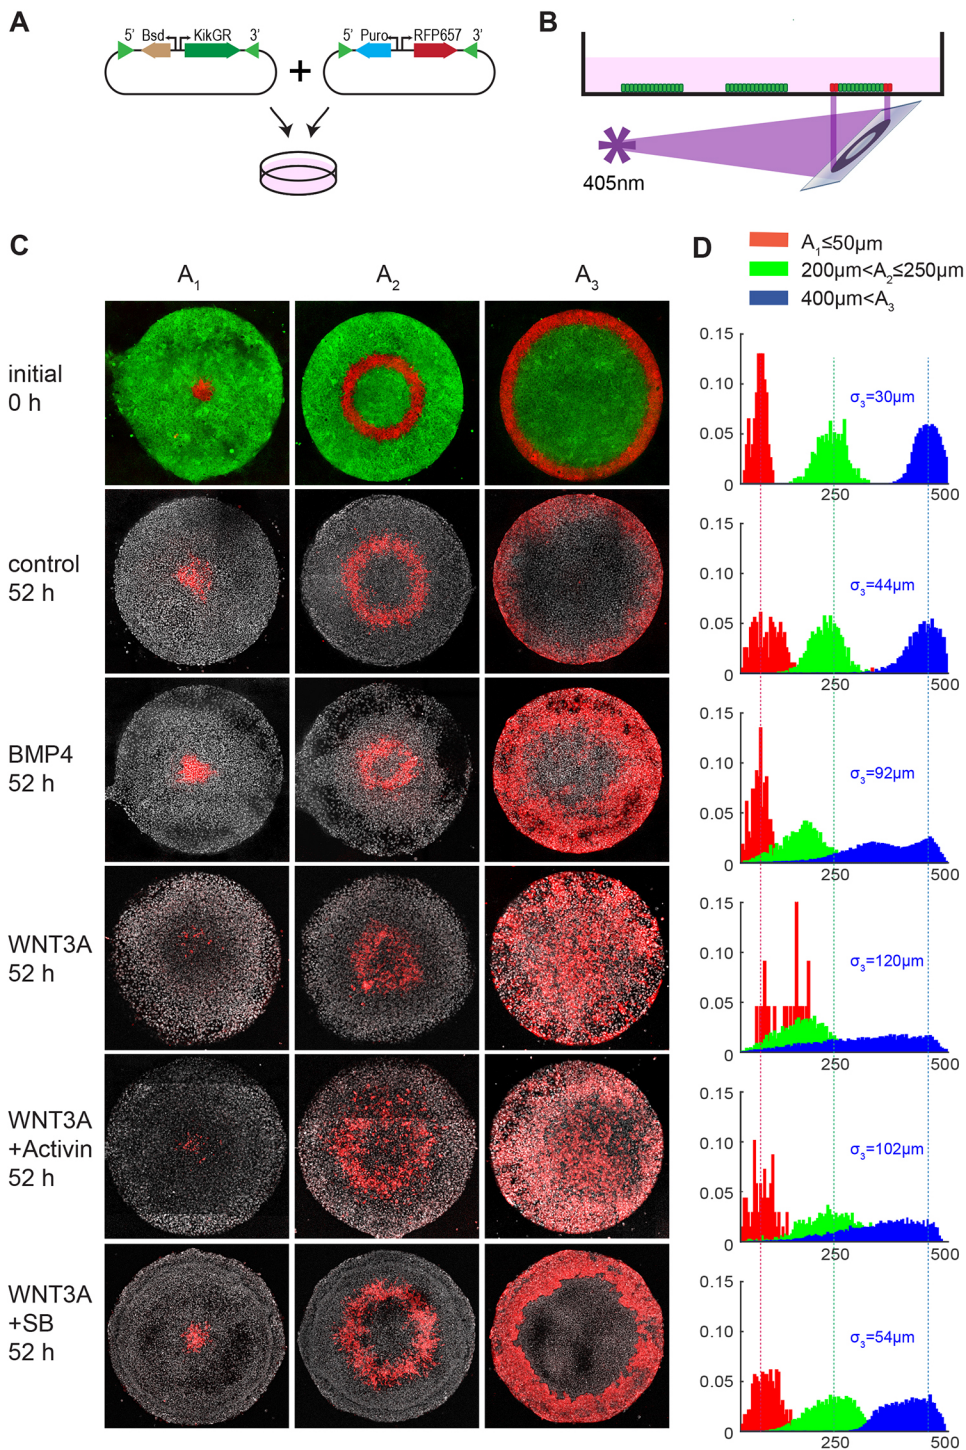 A
5' Bsd KikGR 3'
+
5' Puro RFP657 3'
B
405nm
C
A1 A2 A3
initial
0 h
control
52 h
BMP4
52 h
WNT3A
52 h
WNT3A
+Activin
52 h
WNT3A
+SB
52 h
D
A1≤50μm
200μm<A2≤250μm
400μm<A3
0.15
0.10
0.05
0
250 500
σ3=30μm
0.15
0.10
0.05
0
250 500
σ3=44μm
0.15
0.10
0.05
0
250 500
σ3=92μm
0.15
0.10
0.05
0
250 500
σ3=120μm
0.15
0.10
0.05
0
250 500
σ3=102μm
0.15
0.10
0.05
0
250 500
σ3=54μm